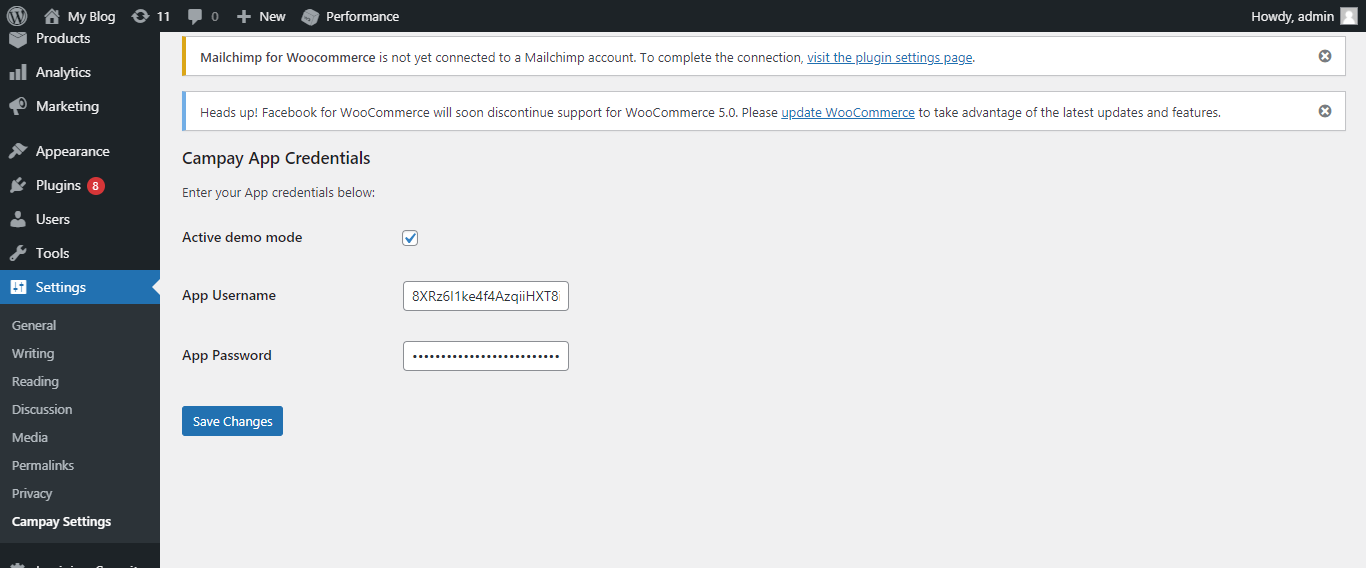 My Blog 11 0 New Performance Howdy, admin
Products
Analytics
Marketing
Appearance
Plugins 8
Users
Tools
Settings
General
Writing
Reading
Discussion
Media
Permalinks
Privacy
Campay Settings
Mailchimp for Woocommerce is not yet connected to a Mailchimp account. To complete the connection, visit the plugin settings page.
Heads up! Facebook for WooCommerce will soon discontinue support for WooCommerce 5.0. Please update WooCommerce to take advantage of the latest updates and features.
Campay App Credentials
Enter your App credentials below:
Active demo mode
App Username 8XRz6I1ke4f4AzqiiHXT8
App Password ••••••••••••••••••••••••••
Save Changes